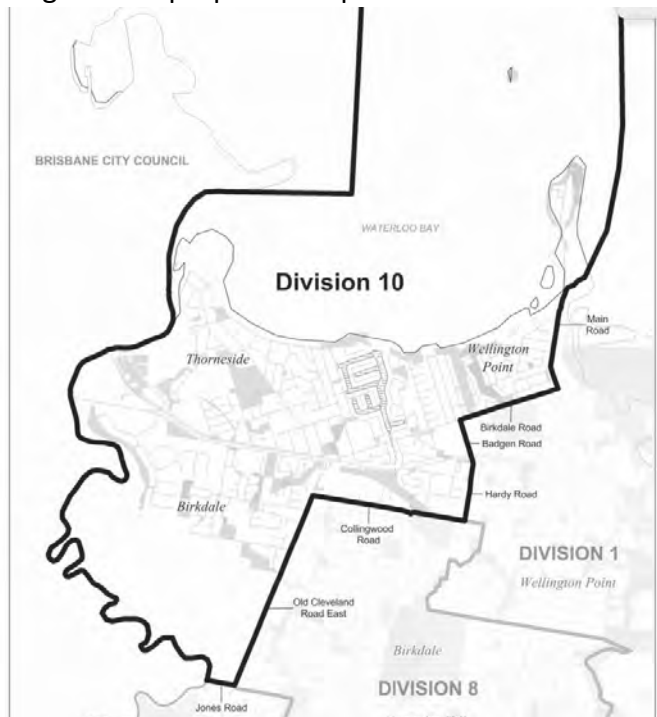 BRISBANE CITY COUNCIL
WATERLOO BAY
Division 10
Main
Road
Thorneside
Wellington
Point
Birkdale Road
Badgen Road
Birkdale
Hardy Road
Collingwood
Road
DIVISION 1
Wellington Point
Old Cleveland
Road East
Birkdale
DIVISION 8
Jones Road